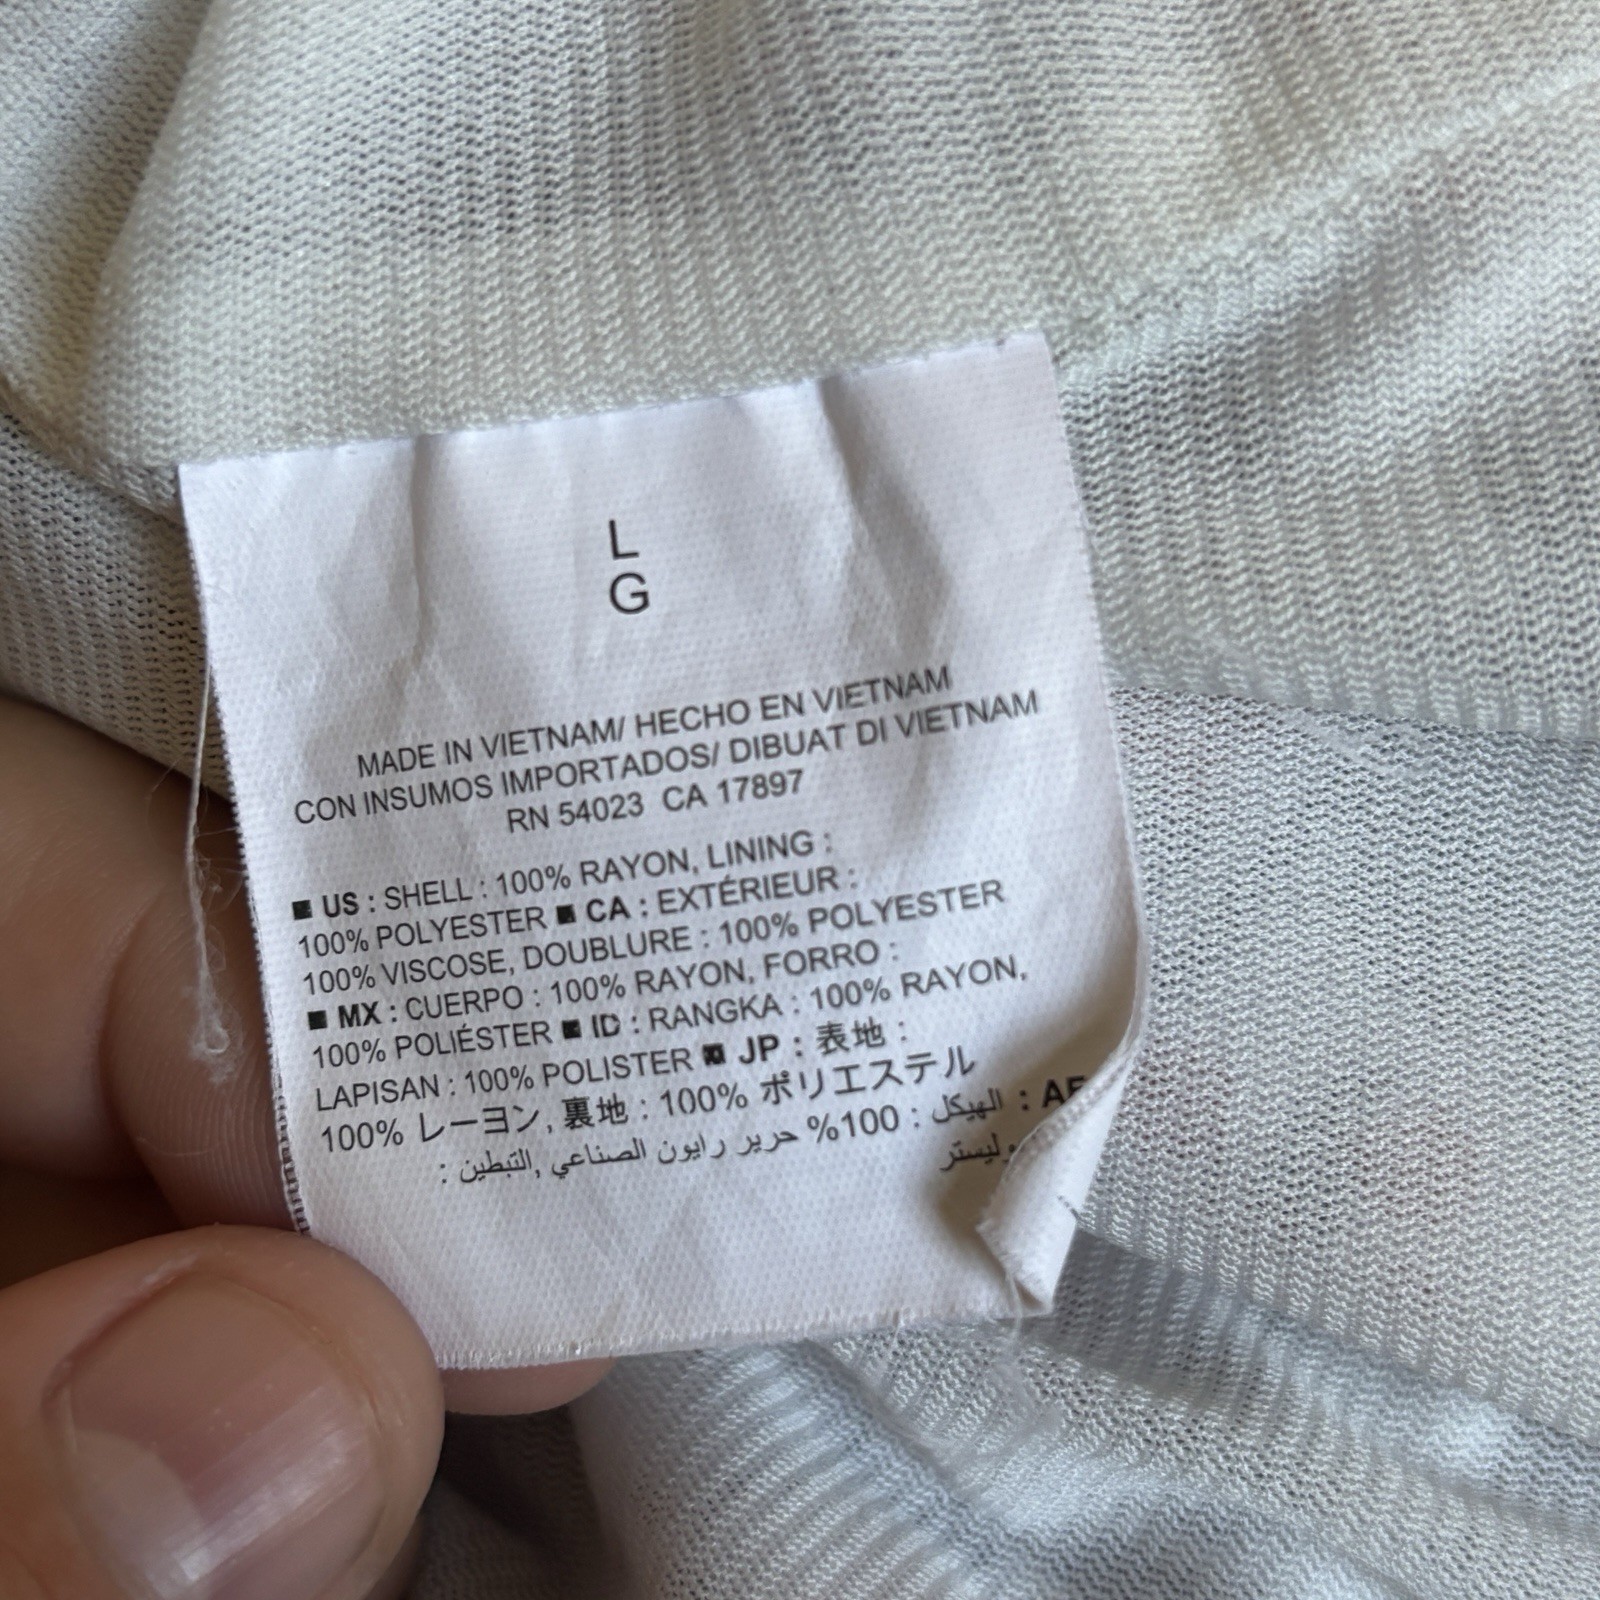 L
G
MADE IN VIETNAM/ HECHO EN VIETNAM
CON INSUMOS IMPORTADOS/ DIBUAT DI VIETNAM
RN 54023 CA 17897
■ US : SHELL : 100% RAYON, LINING :
100% POLYESTER ■ CA : EXTÉRIEUR :
100% VISCOSE, DOUBLURE : 100% POLYESTER
■ MX : CUERPO : 100% RAYON, FORRO :
100% POLIÉSTER ■ ID : RANGKA : 100% RAYON,
LAPISAN : 100% POLISTER ■ JP : 表地 :
100% レーヨン, 裏地 : 100% ポリエステル
الهيكل : 100% حرير رايون الصناعي ,التبطين :